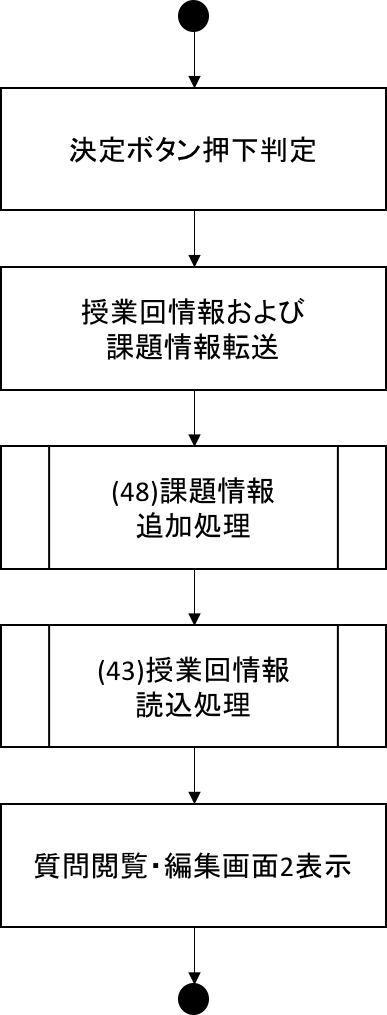 決定ボタン押下判定
授業回情報および
課題情報転送
(48)課題情報
追加処理
(43)授業回情報
読込処理
質問閲覧・編集画面2表示